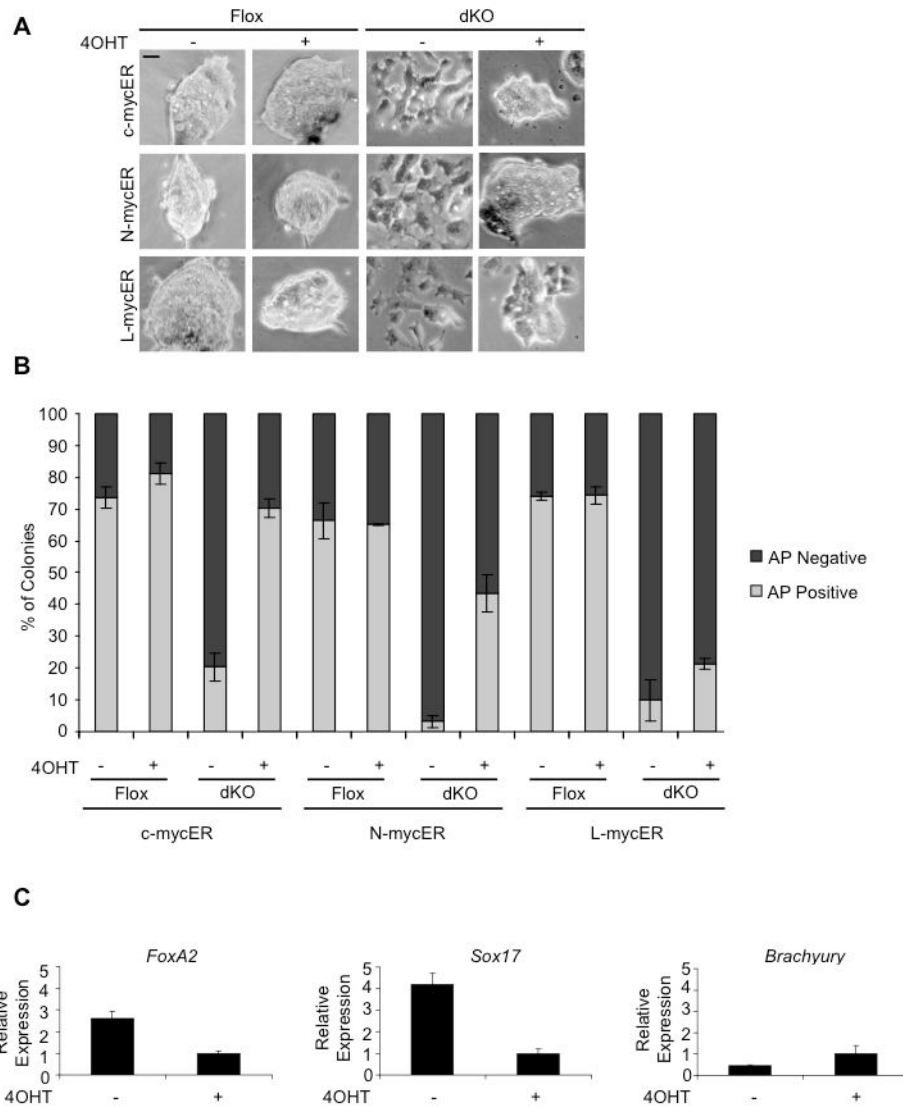 A
Flox dKO
4OHT - + - +
c-mycER
N-mycER
L-mycER
B
% of Colonies
100
90
80
70
60
50
40
30
20
10
0
AP Negative
AP Positive
4OHT - + - + - + - + - + - +
Flox dKO Flox dKO Flox dKO
c-mycER N-mycER L-mycER
C
FoxA2 Sox17 Brachyury
Relative Expression
5
4
3
2
1
0
4OHT - +
Relative Expression
5
4
3
2
1
0
4OHT - +
Relative Expression
5
4
3
2
1
0
4OHT - +